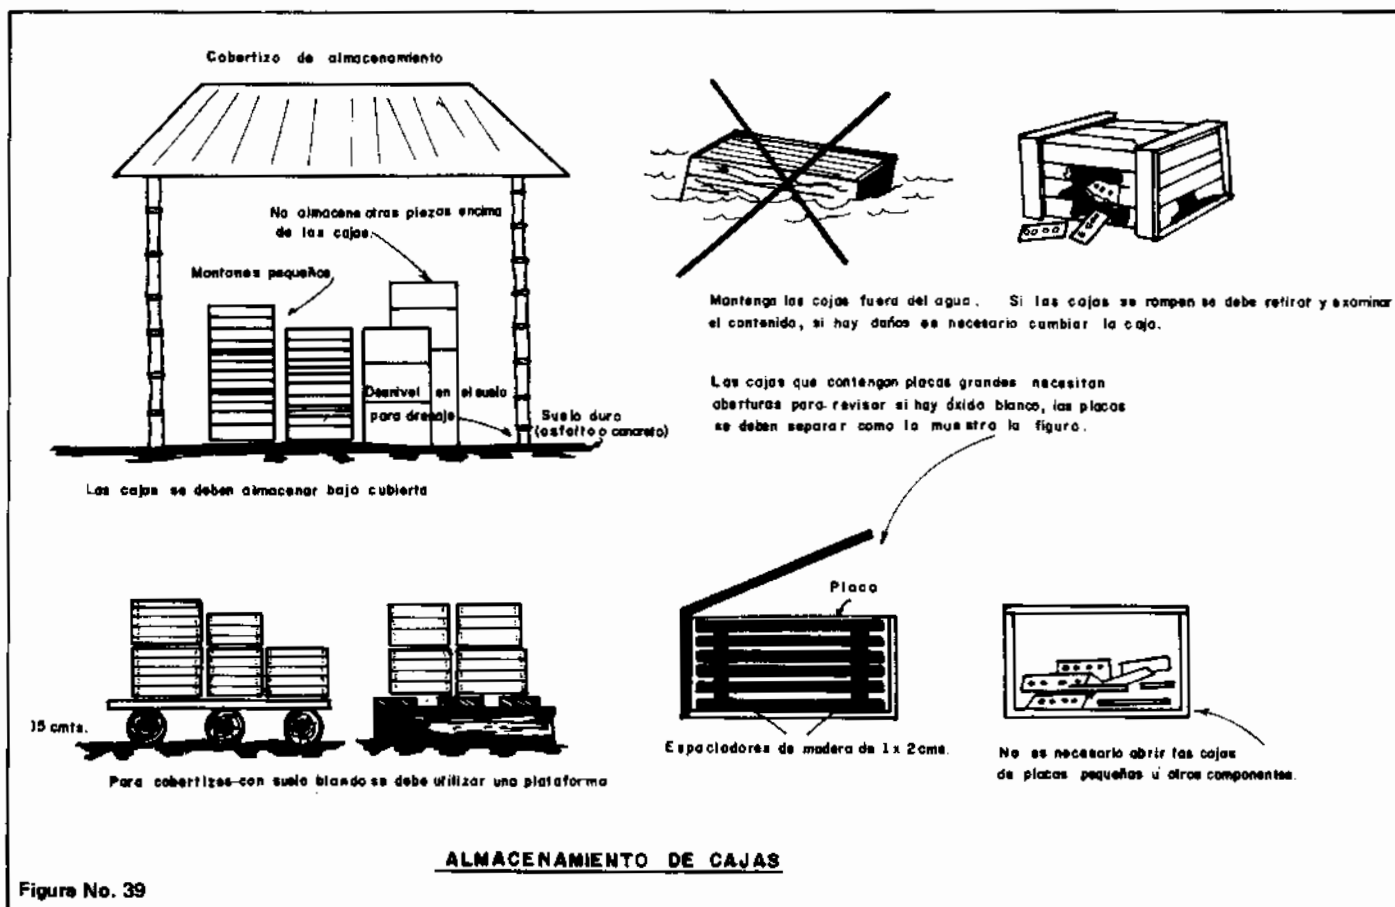 Cobertizo de almacenamiento
No almacene otras piezas encima
de las cajas.
Montones pequeños
Desnivel en el suelo
para drenaje
Suelo duro
(asfalto o concreto)
Las cajas se deben almacenar bajo cubierta
Mantenga las cajas fuera del agua. Si las cajas se rompen se debe retirar y examinar
el contenido, si hay daños es necesario cambiar la caja.
Las cajas que contengan placas grandes necesitan
aberturas para revisar si hay óxido blanco, las placas
se deben separar como lo muestra la figura.
15 cmts.
Para cobertizos con suelo blando se debe utilizar una plataforma
Placa
Espaciadores de madera de 1 x 2 cms.
No es necesario abrir las cajas
de placas pequeñas u otros componentes.
ALMACENAMIENTO DE CAJAS
Figura No. 39